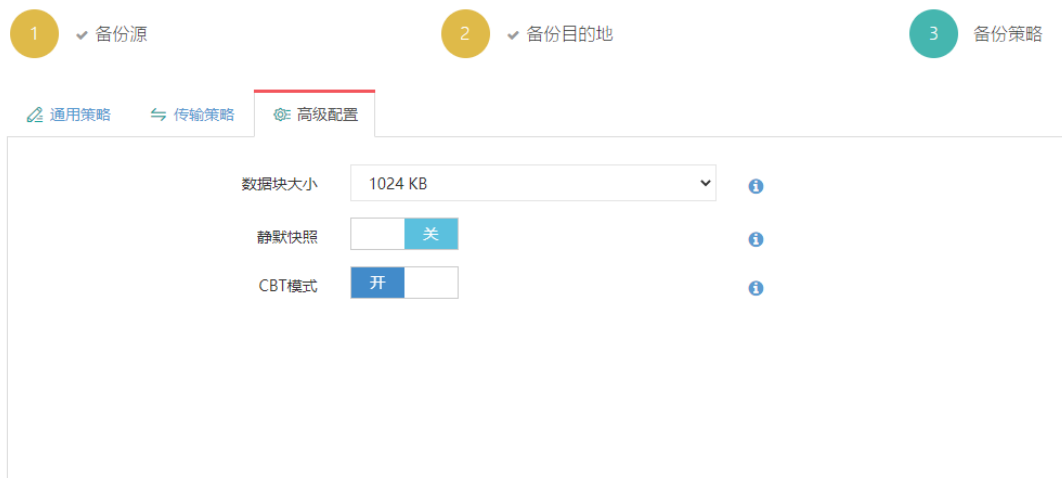 1 备份源 2 备份目的地 3 备份策略
通用策略 传输策略 高级配置
数据块大小 1024 KB
静默快照 关
CBT模式 开